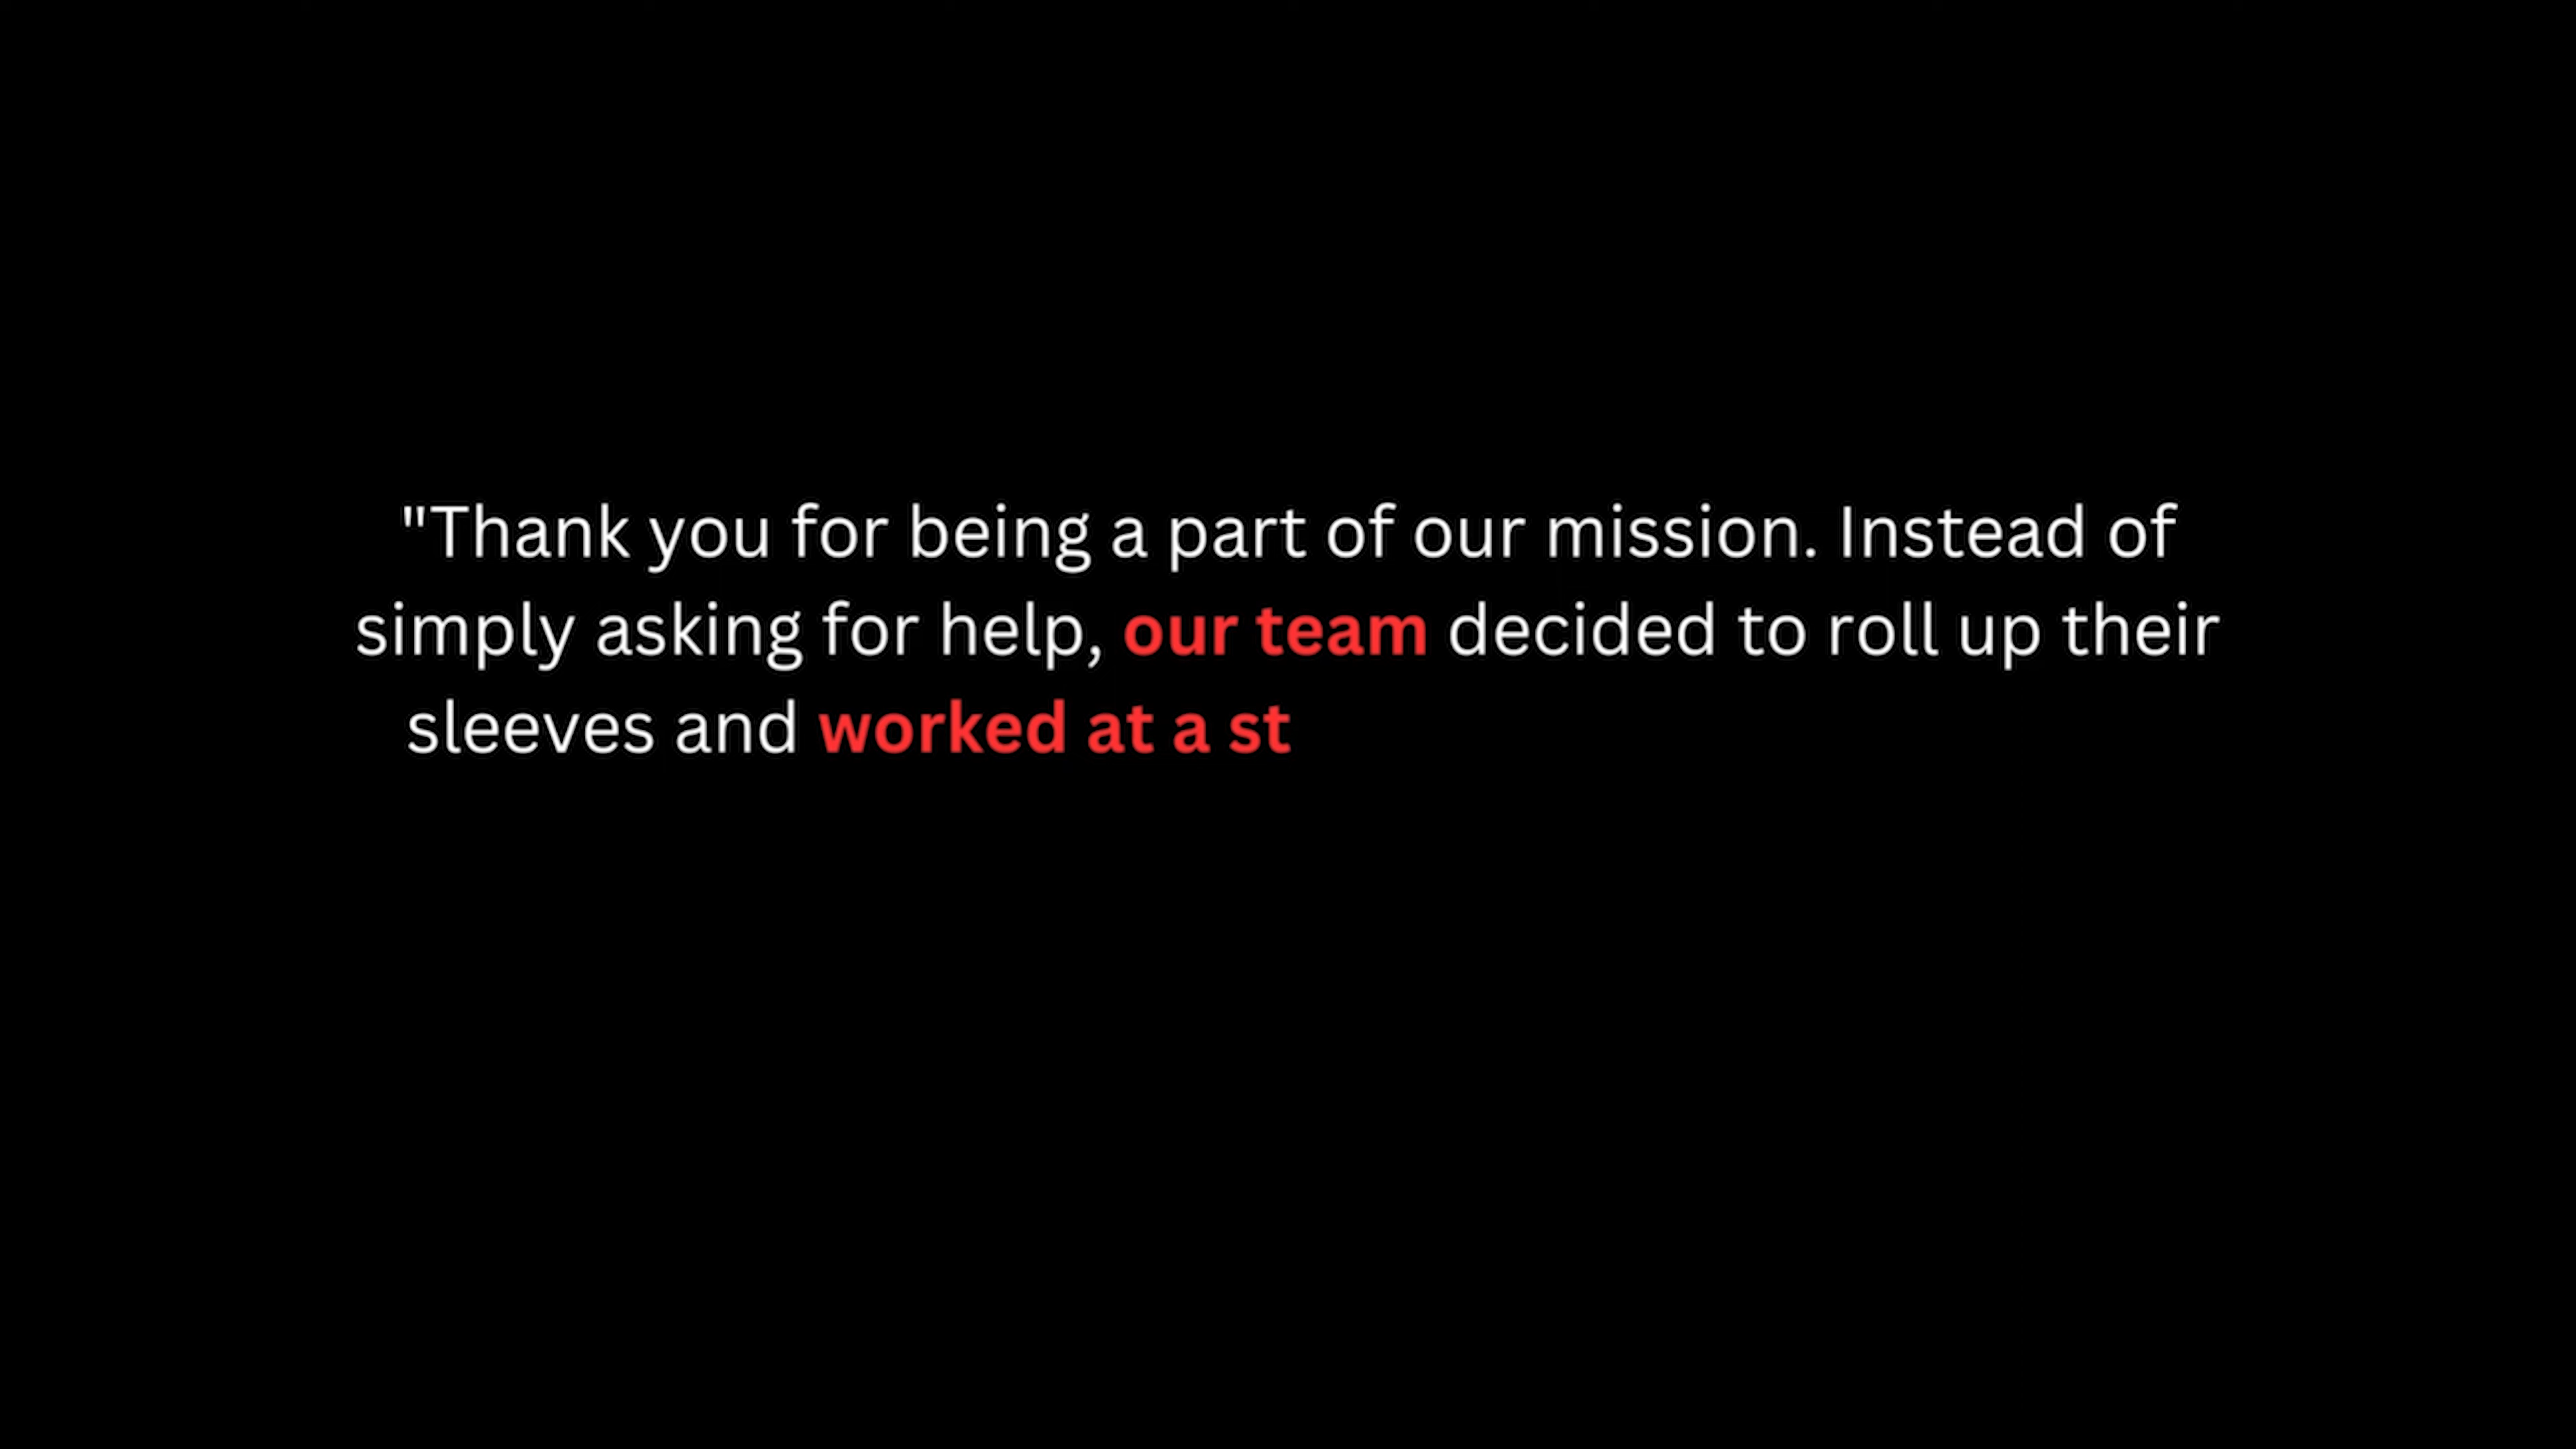 "Thank you for being a part of our mission. Instead of
simply asking for help, our team decided to roll up their
sleeves and worked at a st